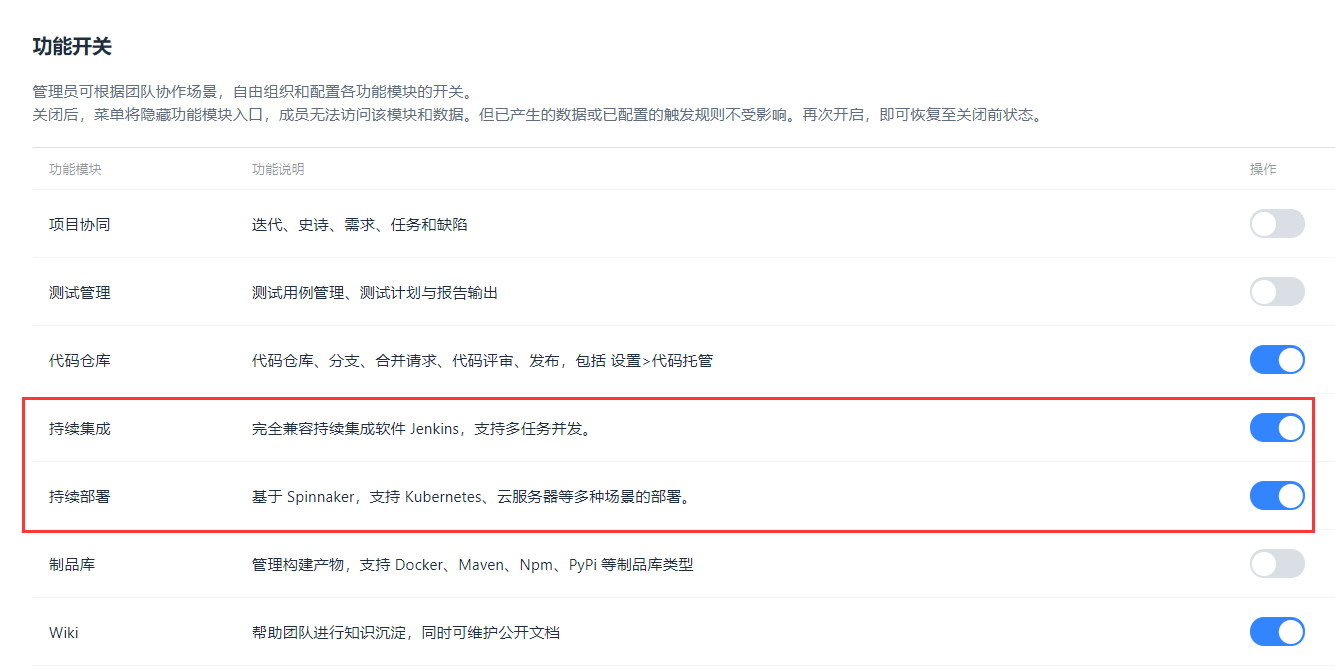 功能开关
管理员可根据团队协作场景，自由组织和配置各功能模块的开关。
关闭后，菜单将隐藏功能模块入口，成员无法访问该模块和数据。但已产生的数据或已配置的触发规则不受影响。再次开启，即可恢复至关闭前状态。
功能模块 功能说明 操作
项目协同 迭代、史诗、需求、任务和缺陷
测试管理 测试用例管理、测试计划与报告输出
代码仓库 代码仓库、分支、合并请求、代码评审、发布，包括 设置>代码托管
持续集成 完全兼容持续集成软件 Jenkins，支持多任务并发。
持续部署 基于 Spinnaker，支持 Kubernetes、云服务器等多种场景的部署。
制品库 管理构建产物，支持 Docker、Maven、Npm、PyPi 等制品库类型
Wiki 帮助团队进行知识沉淀，同时可维护公开文档